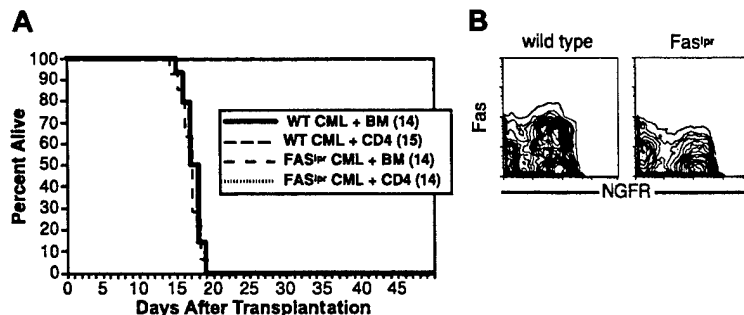 A
Percent Alive
100
90
80
70
60
50
40
30
20
10
0
0 5 10 15 20 25 30 35 40 45
Days After Transplantation
WT CML + BM (14)
WT CML + CD4 (15)
FASlpr CML + BM (14)
FASlpr CML + CD4 (14)
B
wild type Faslpr
Fas
NGFR